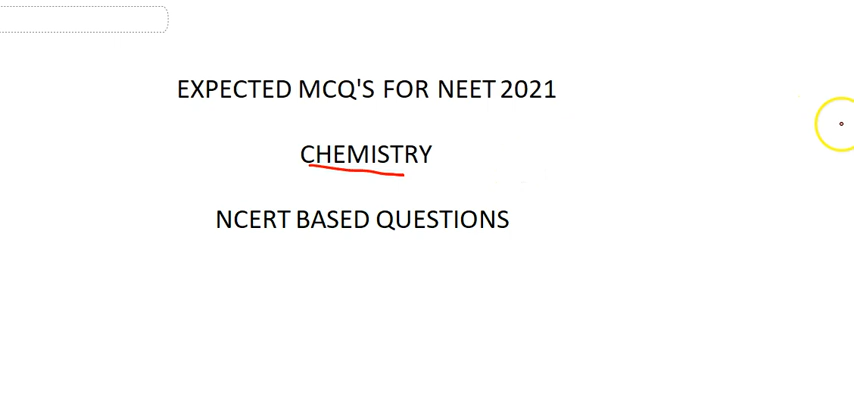 EXPECTED MCQ'S FOR NEET 2021
CHEMISTRY
NCERT BASED QUESTIONS